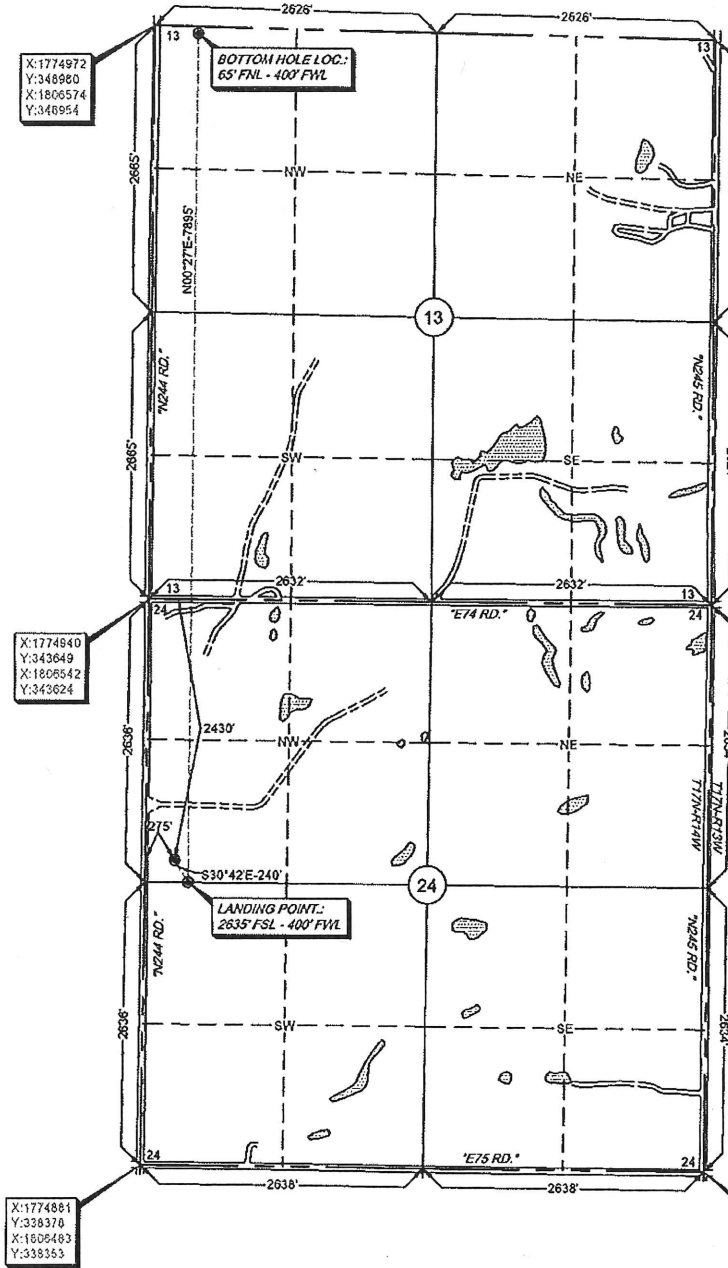 2626'
2626'
X:1774972
Y:348980
X:1806574
Y:348954
13
BOTTOM HOLE LOC.:
65' FNL - 400' FWL
13
2665'
NW
NE
N00°27'E-7895'
13
"N244 RD."
"N245 RD."
2665'
SW
SE
13
2632'
2632'
13
24
"E74 RD."
24
X:1774940
Y:343649
X:1806542
Y:343624
2636'
2430'
NW
NE
T17N-R14W
T17N-R13W
275'
S30°42'E-240'
24
LANDING POINT.:
2635' FSL - 400' FWL
"N244 RD."
"N245 RD."
2636'
SW
SE
2634'
24
"E75 RD."
24
2638'
2638'
X:1774881
Y:338378
X:1806483
Y:338353